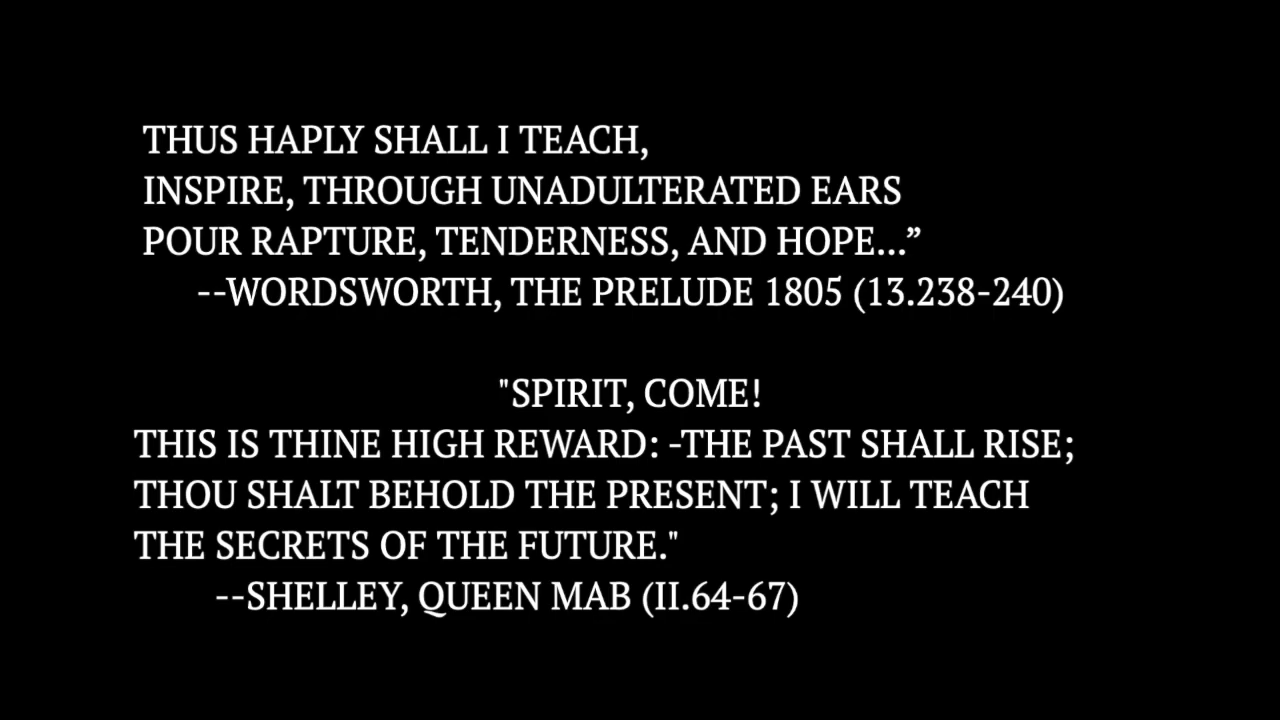 THUS HAPLY SHALL I TEACH,
INSPIRE, THROUGH UNADULTERATED EARS
POUR RAPTURE, TENDERNESS, AND HOPE...”
--WORDSWORTH, THE PRELUDE 1805 (13.238-240)
"SPIRIT, COME!
THIS IS THINE HIGH REWARD: -THE PAST SHALL RISE;
THOU SHALT BEHOLD THE PRESENT; I WILL TEACH
THE SECRETS OF THE FUTURE."
--SHELLEY, QUEEN MAB (II.64-67)